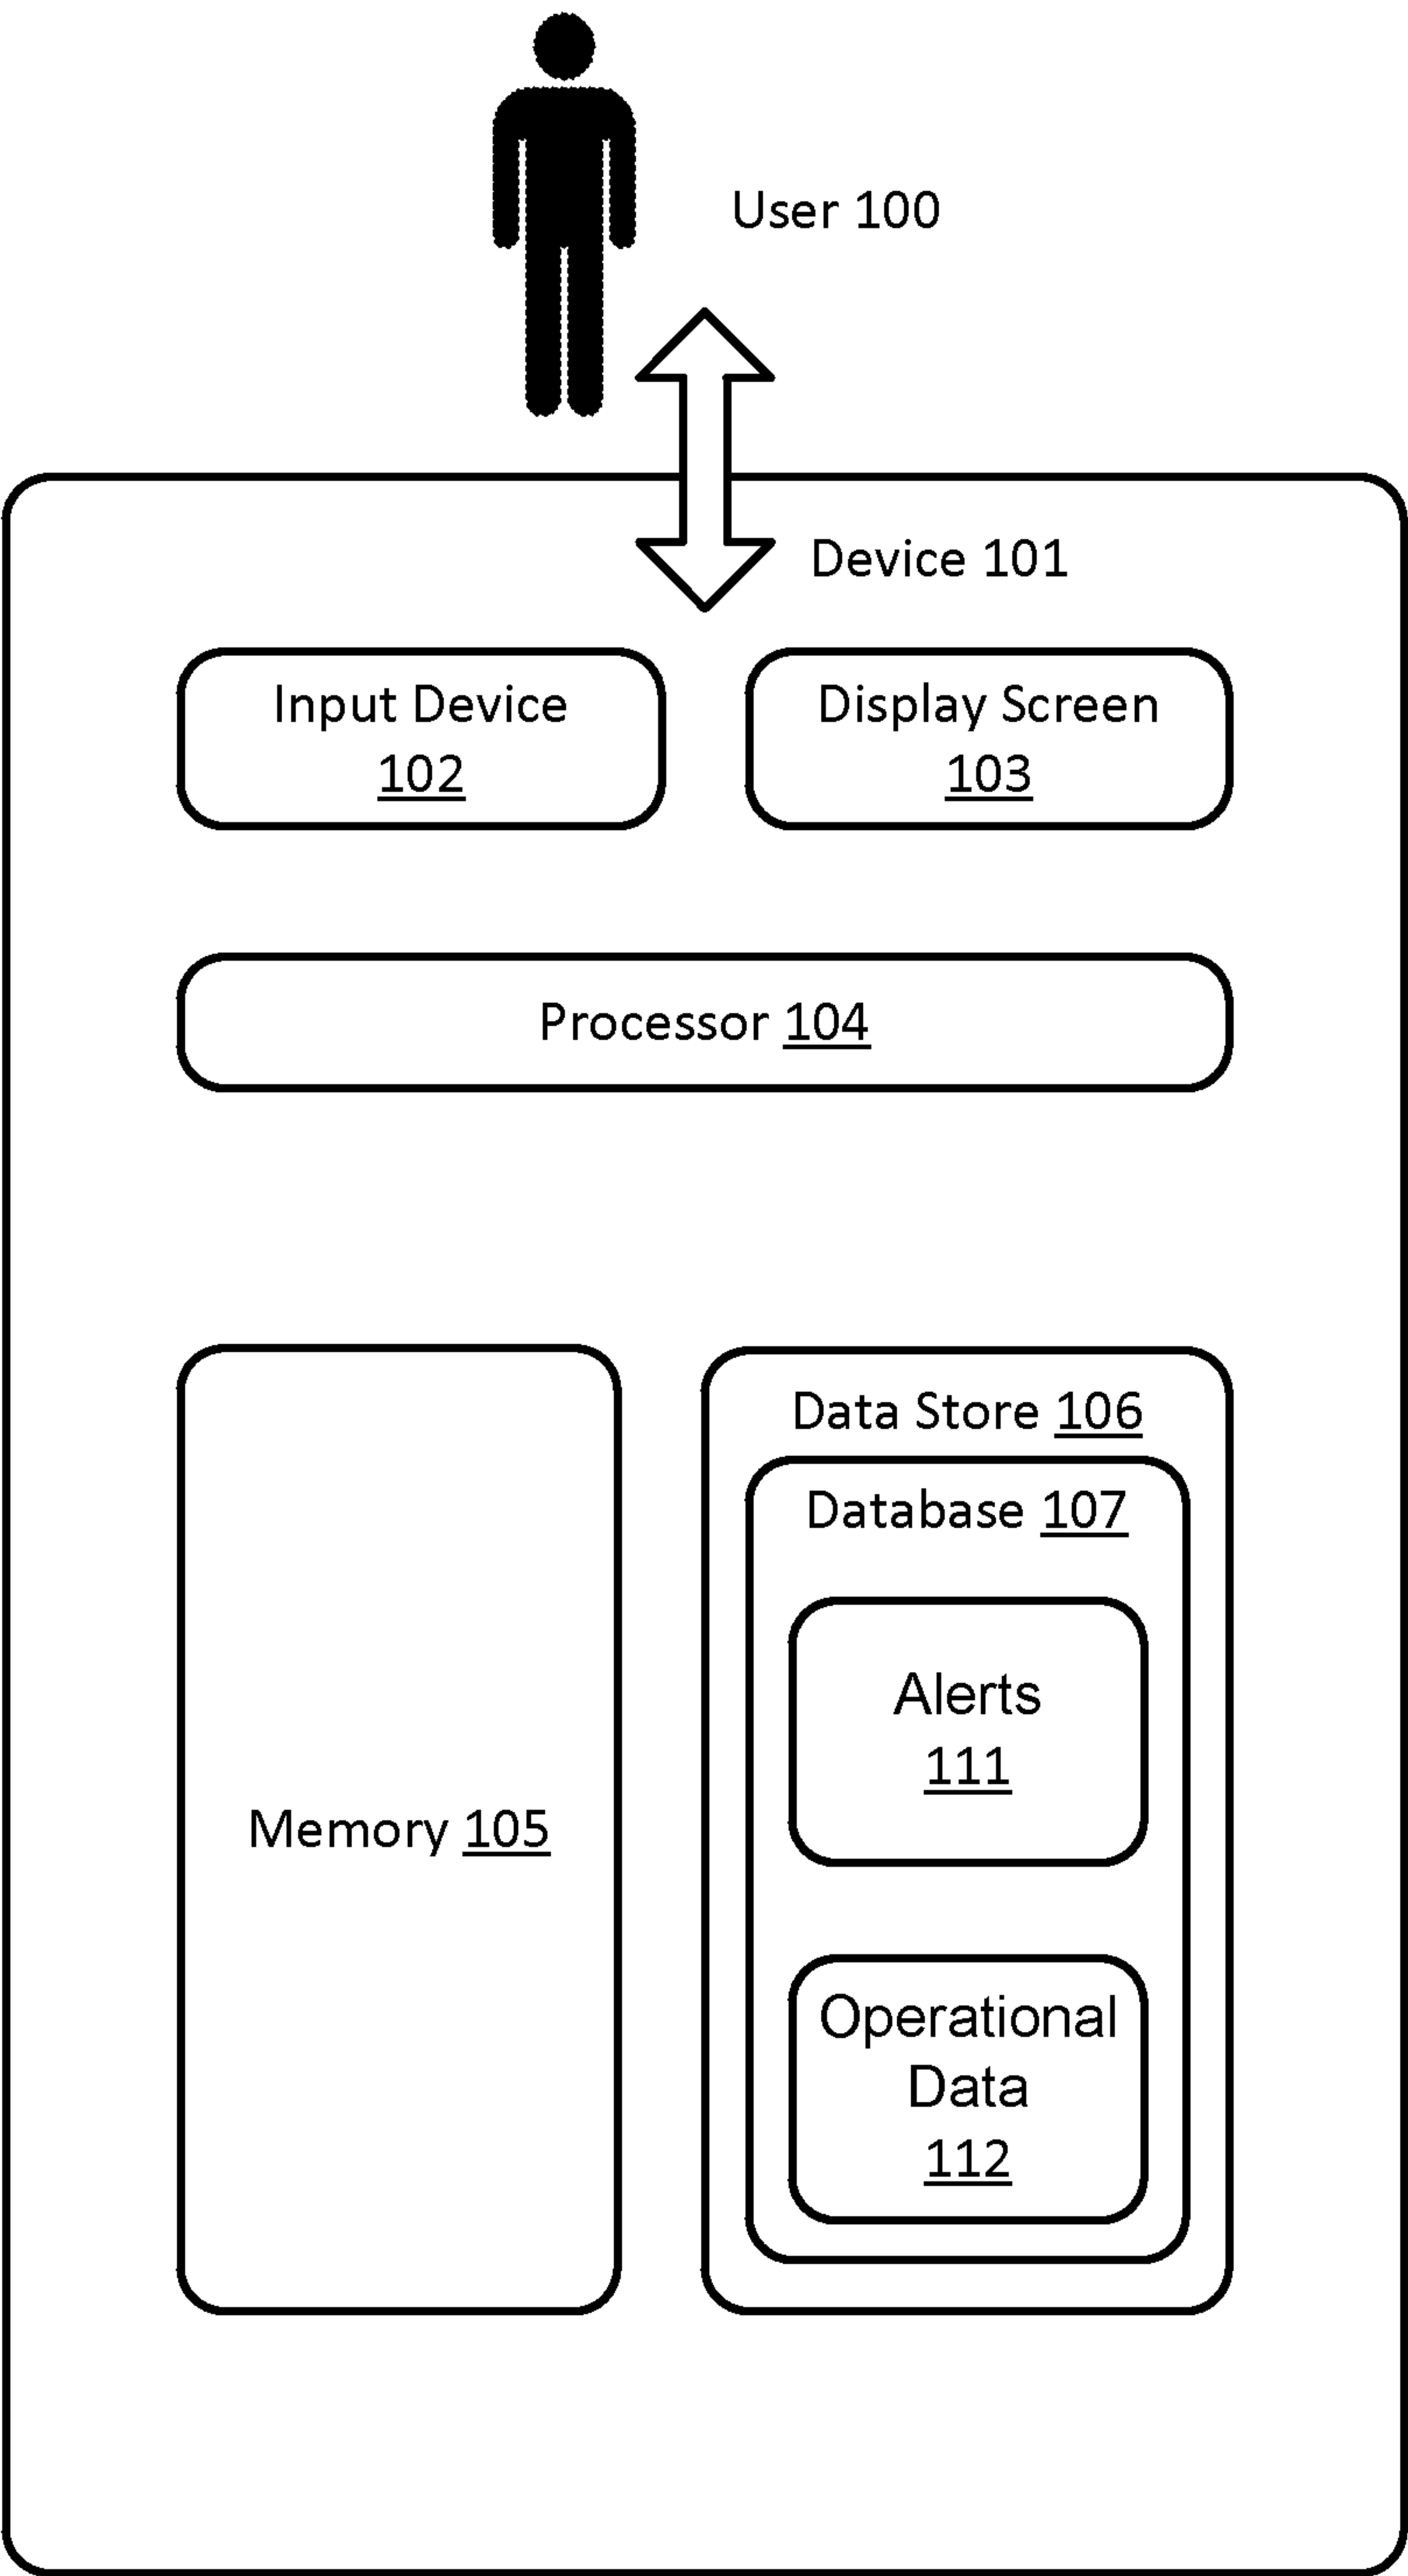 User 100
Device 101
Input Device
102
Display Screen
103
Processor 104
Memory 105
Data Store 106
Database 107
Alerts
111
Operational
Data
112